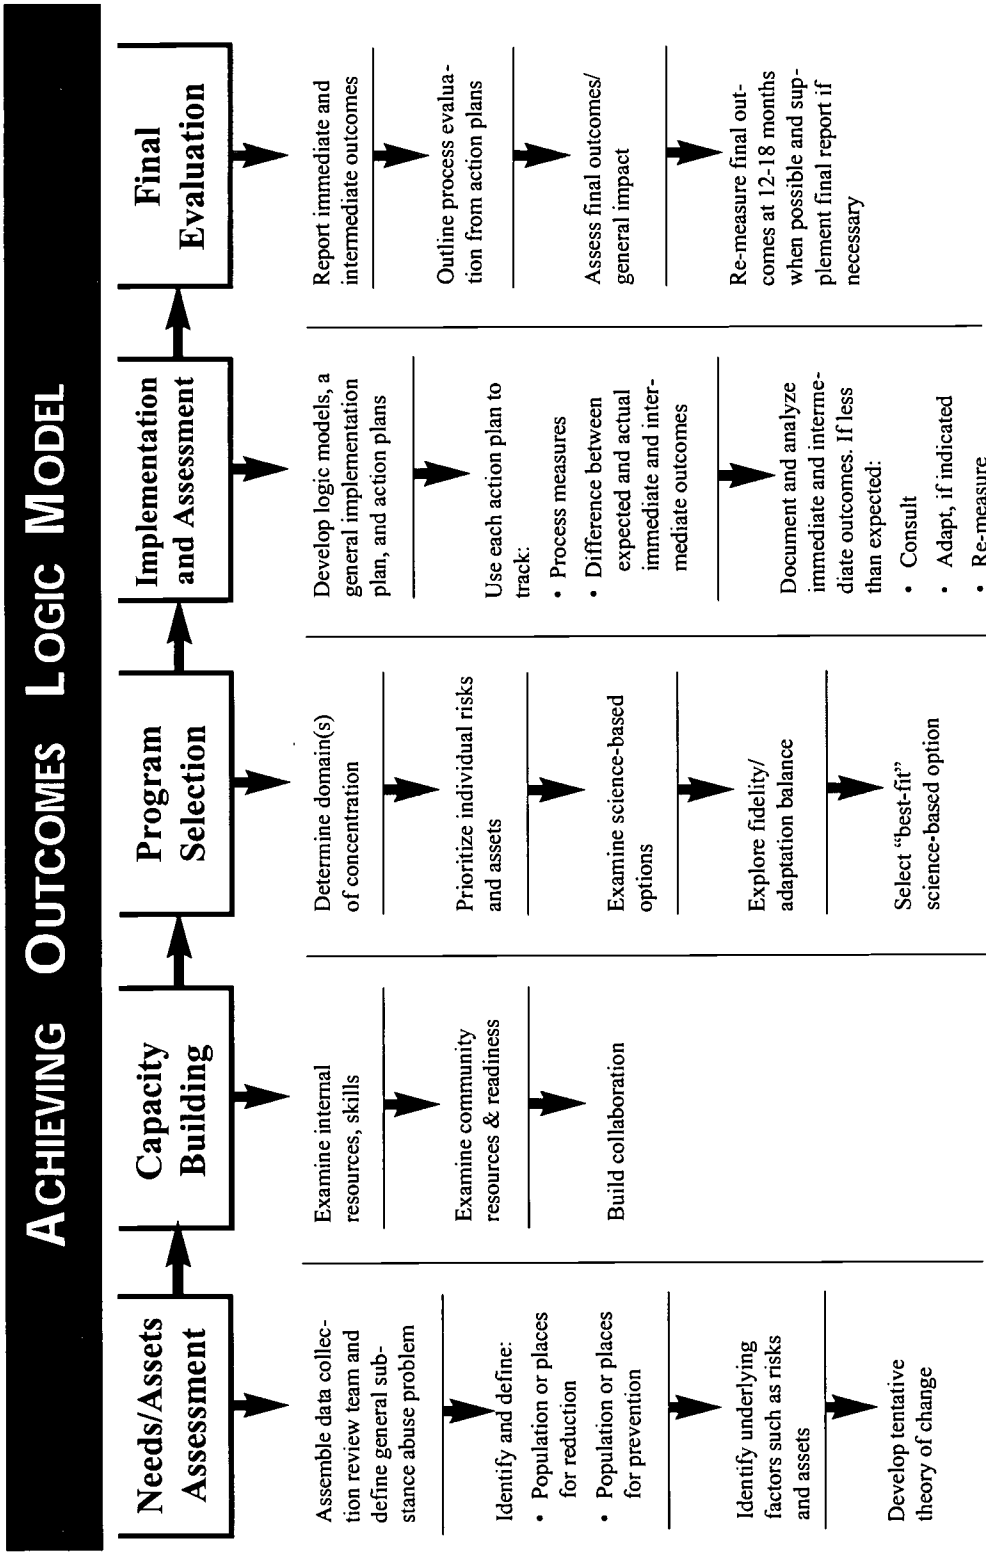 ACHIEVING OUTCOMES LOGIC MODEL
Needs/Assets
Assessment
Assemble data collec-
tion review team and
define general sub-
stance abuse problem
Identify and define:
• Population or places
for reduction
• Population or places
for prevention
Identify underlying
factors such as risks
and assets
Develop tentative
theory of change
Capacity
Building
Examine internal
resources, skills
Examine community
resources & readiness
Build collaboration
Program
Selection
Determine domain(s)
of concentration
Prioritize individual risks
and assets
Examine science-based
options
Explore fidelity/
adaptation balance
Select “best-fit”
science-based option
Implementation
and Assessment
Develop logic models, a
general implementation
plan, and action plans
Use each action plan to
track:
• Process measures
• Difference between
expected and actual
immediate and inter-
mediate outcomes
Document and analyze
immediate and interme-
diate outcomes. If less
than expected:
• Consult
• Adapt, if indicated
• Re-measure
Final
Evaluation
Report immediate and
intermediate outcomes
Outline process evalua-
tion from action plans
Assess final outcomes/
general impact
Re-measure final out-
comes at 12-18 months
when possible and sup-
plement final report if
necessary